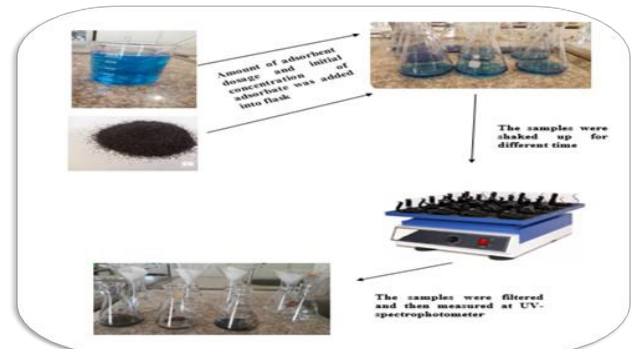 Amount of adsorbent
dosage and initial
concentration of
adsorbate was added
into flask
The samples were
shaked up for
different time
The samples were filtered
and then measured at UV-
spectrophotometer